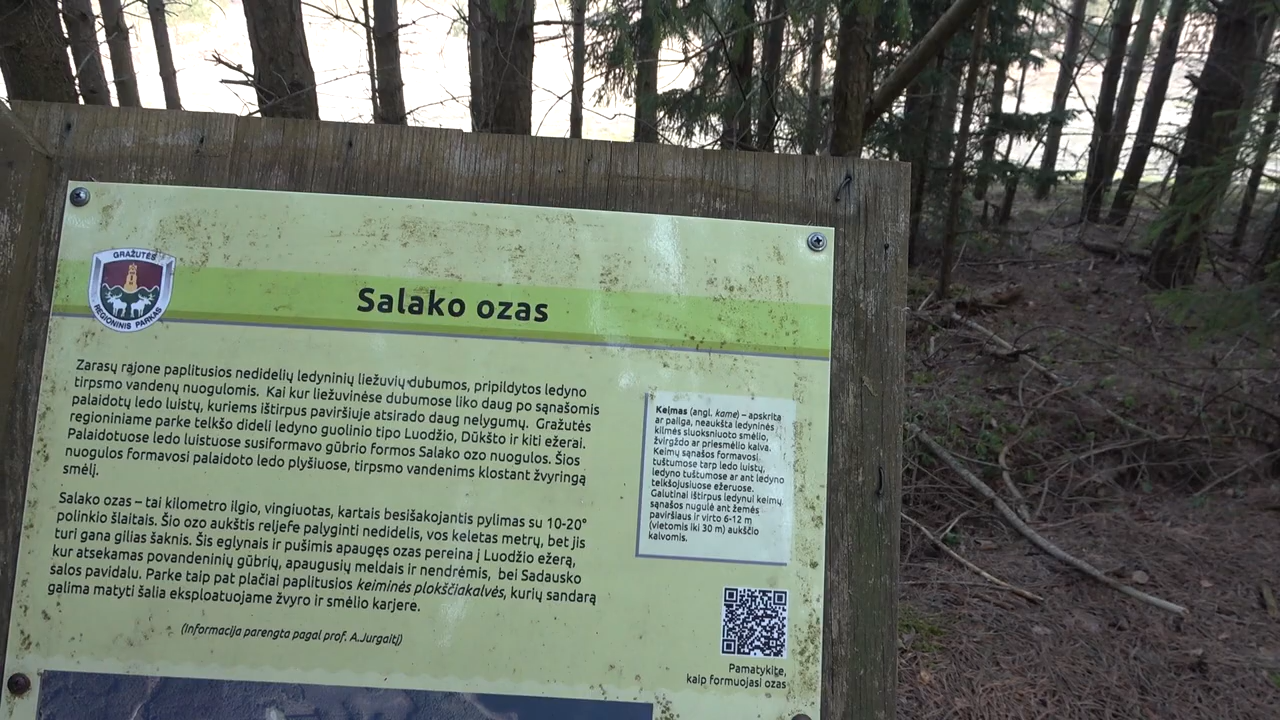 GRAŽUTĖS
REGIONINIS PARKAS
Salako ozas
Zarasų rajone paplitusios nedidelių ledyninių liežuvių dubumos, pripildytos ledyno
tirpsmo vandenų nuogulomis. Kai kur liežuvinėse dubumose liko daug po sąnašomis
palaidotų ledo luistų, kuriems ištirpus paviršiuje atsirado daug nelygumų. Gražutės
regioniniame parke telkšo dideli ledyno guolinio tipo Luodžio, Dūkšto ir kiti ežerai.
Palaidotuose ledo luistuose susiformavo gūbrio formos Salako ozo nuogulos. Šios
nuogulos formavosi palaidoto ledo plyšiuose, tirpsmo vandenims klostant žvyringą
smėlį.
Salako ozas – tai kilometro ilgio, vingiuotas, kartais besišakojantis pylimas su 10-20°
polinkio šlaitais. Šio ozo aukštis reljefe palyginti nedidelis, vos keletas metrų, bet jis
turi gana gilias šaknis. Šis eglynais ir pušimis apaugęs ozas pereina į Luodžio ežerą,
kur atsekamas povandeninių gūbrių, apaugusių meldais ir nendrėmis, bei Sadausko
salos pavidalu. Parke taip pat plačiai paplitusios keiminės plokščiakalvės, kurių sandarą
galima matyti šalia eksploatuojame žvyro ir smėlio karjere.
(Informacija parengta pagal prof. A.Jurgaitį)
Keimas (angl. kame) – apskrita
ar pailga, neaukšta ledyninės
kilmės sluoksniuoto smėlio,
žvirgždo ar priesmėlio kalva.
Keimų sąnašos formavosi
tuštumose tarp ledo luistų,
ledyno tuštumose ar ant ledyno
telkšojusiuose ežeruose.
Galutinai ištirpus ledynui keimų
sąnašos nugulė ant žemės
paviršiaus ir virto 6-12 m
(vietomis iki 30 m) aukščio
kalvomis.
Pamatykite,
kaip formuojasi ozas